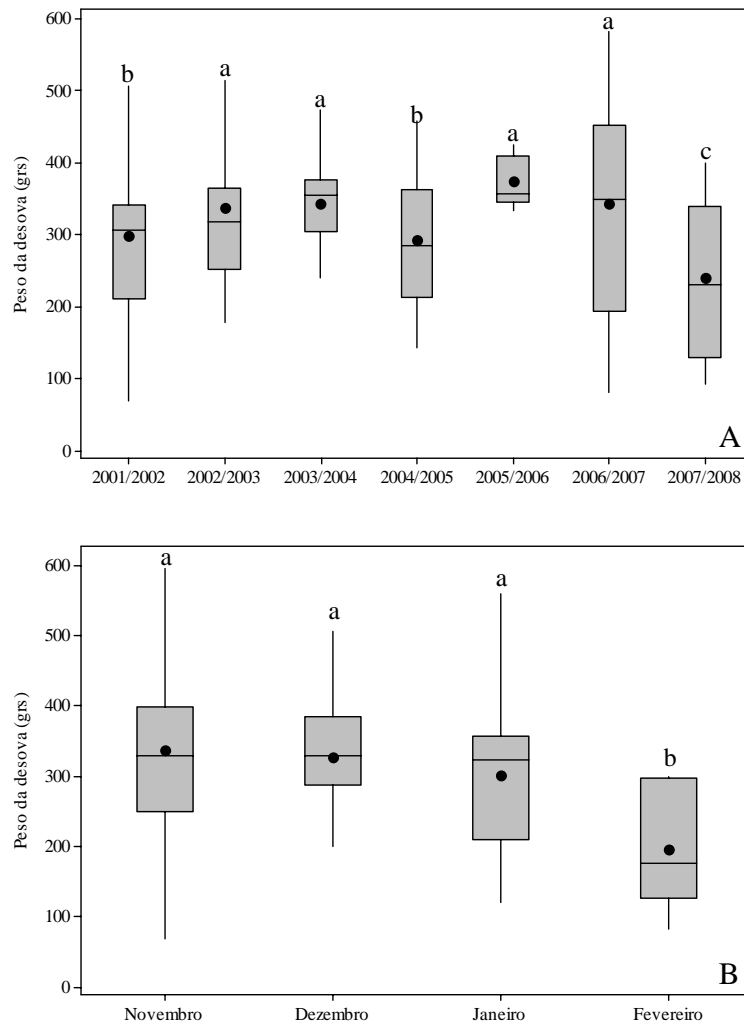 600
500
400
300
200
100
0
Peso da desova (grs)
b
a
a
b
a
a
c
A
2001/2002 2002/2003 2003/2004 2004/2005 2005/2006 2006/2007 2007/2008
600
500
400
300
200
100
0
Peso da desova (grs)
a
a
a
b
B
Novembro Dezembro Janeiro Fevereiro